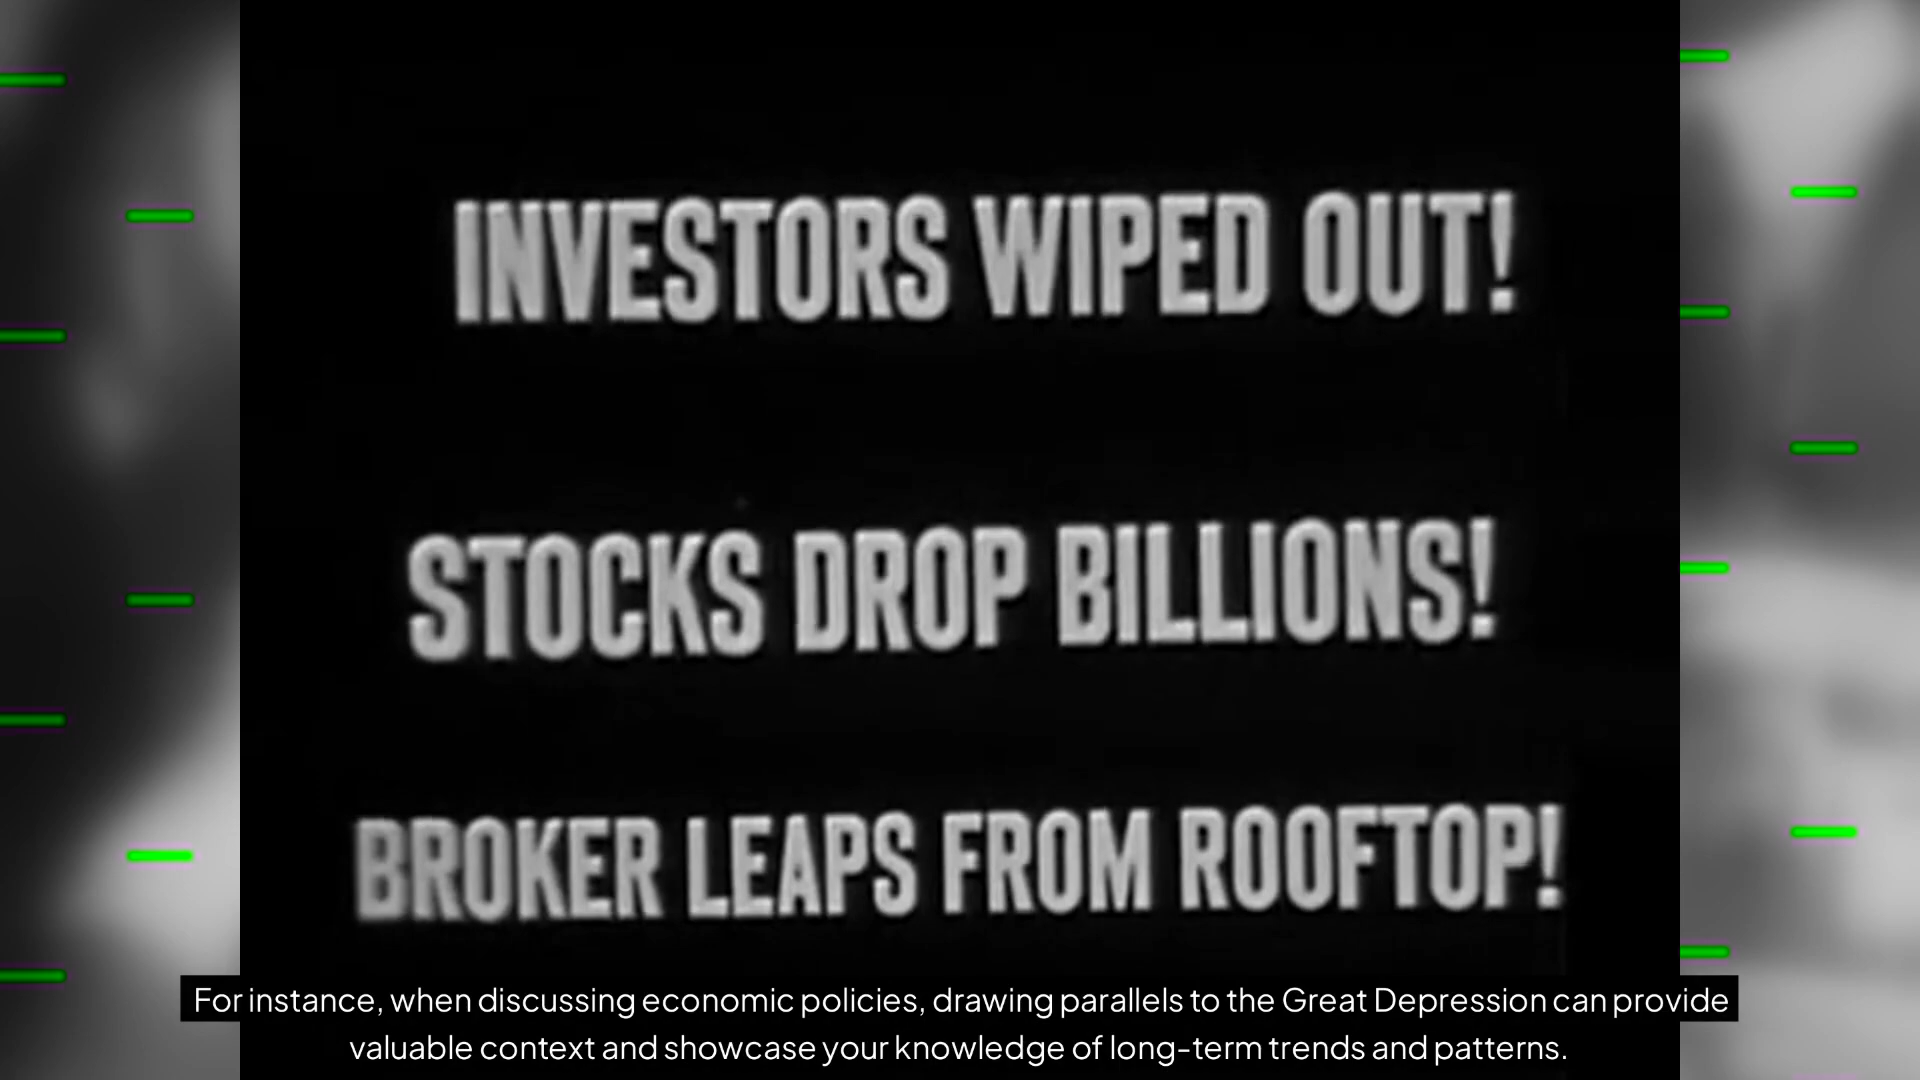 INVESTORS WIPED OUT!
STOCKS DROP BILLIONS!
BROKER LEAPS FROM ROOFTOP!
For instance, when discussing economic policies, drawing parallels to the Great Depression can provide
valuable context and showcase your knowledge of long-term trends and patterns.